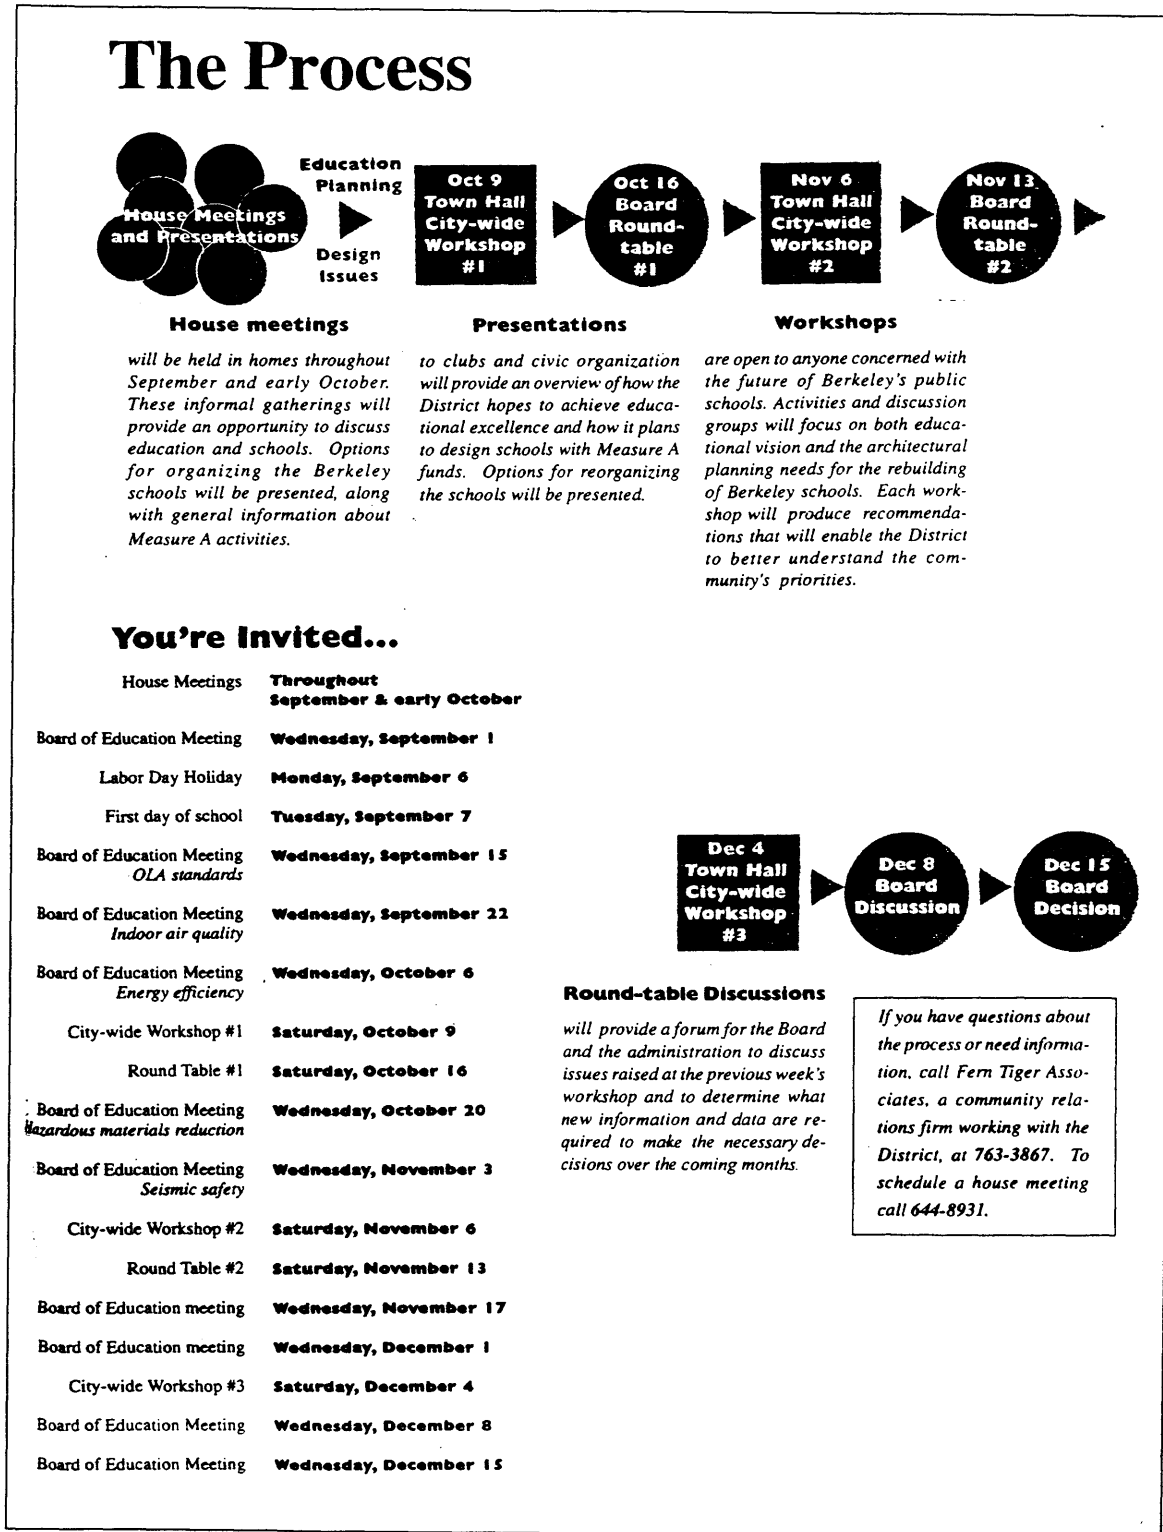 The Process
House Meetings
and Presentations
Education
Planning
Design
Issues
Oct 9
Town Hall
City-wide
Workshop
#1
Oct 16
Board
Round-
table
#1
Nov 6
Town Hall
City-wide
Workshop
#2
Nov 13
Board
Round-
table
#2
House meetings
will be held in homes throughout
September and early October.
These informal gatherings will
provide an opportunity to discuss
education and schools. Options
for organizing the Berkeley
schools will be presented, along
with general information about
Measure A activities.
Presentations
to clubs and civic organization
will provide an overview of how the
District hopes to achieve educa-
tional excellence and how it plans
to design schools with Measure A
funds. Options for reorganizing
the schools will be presented.
Workshops
are open to anyone concerned with
the future of Berkeley's public
schools. Activities and discussion
groups will focus on both educa-
tional vision and the architectural
planning needs for the rebuilding
of Berkeley schools. Each work-
shop will produce recommenda-
tions that will enable the District
to better understand the com-
munity's priorities.
You're Invited...
House Meetings Throughout
September & early October
Board of Education Meeting Wednesday, September 1
Labor Day Holiday Monday, September 6
First day of school Tuesday, September 7
Board of Education Meeting Wednesday, September 15
OLA standards
Board of Education Meeting Wednesday, September 22
Indoor air quality
Board of Education Meeting Wednesday, October 6
Energy efficiency
City-wide Workshop #1 Saturday, October 9
Round Table #1 Saturday, October 16
Board of Education Meeting Wednesday, October 20
Hazardous materials reduction
Board of Education Meeting Wednesday, November 3
Seismic safety
City-wide Workshop #2 Saturday, November 6
Round Table #2 Saturday, November 13
Board of Education meeting Wednesday, November 17
Board of Education meeting Wednesday, December 1
City-wide Workshop #3 Saturday, December 4
Board of Education Meeting Wednesday, December 8
Board of Education Meeting Wednesday, December 15
Dec 4
Town Hall
City-wide
Workshop
#3
Dec 8
Board
Discussion
Dec 15
Board
Decision
Round-table Discussions
will provide a forum for the Board
and the administration to discuss
issues raised at the previous week's
workshop and to determine what
new information and data are re-
quired to make the necessary de-
cisions over the coming months.
If you have questions about
the process or need informa-
tion, call Fern Tiger Asso-
ciates, a community rela-
tions firm working with the
District, at 763-3867. To
schedule a house meeting
call 644-8931.